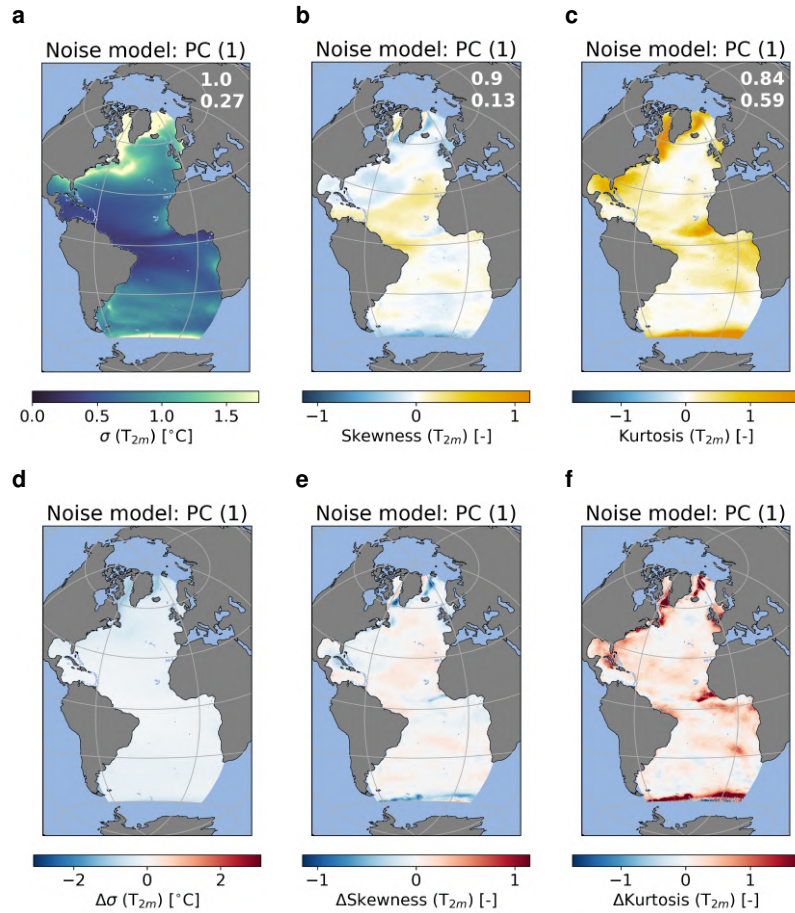 a
Noise model: PC (1)
1.0
0.27
0.0 0.5 1.0 1.5
σ (T₂ₘ) [°C]
b
Noise model: PC (1)
0.9
0.13
−1 0 1
Skewness (T₂ₘ) [-]
c
Noise model: PC (1)
0.84
0.59
−1 0 1
Kurtosis (T₂ₘ) [-]
d
Noise model: PC (1)
−2 0 2
Δσ (T₂ₘ) [°C]
e
Noise model: PC (1)
−1 0 1
ΔSkewness (T₂ₘ) [-]
f
Noise model: PC (1)
−1 0 1
ΔKurtosis (T₂ₘ) [-]